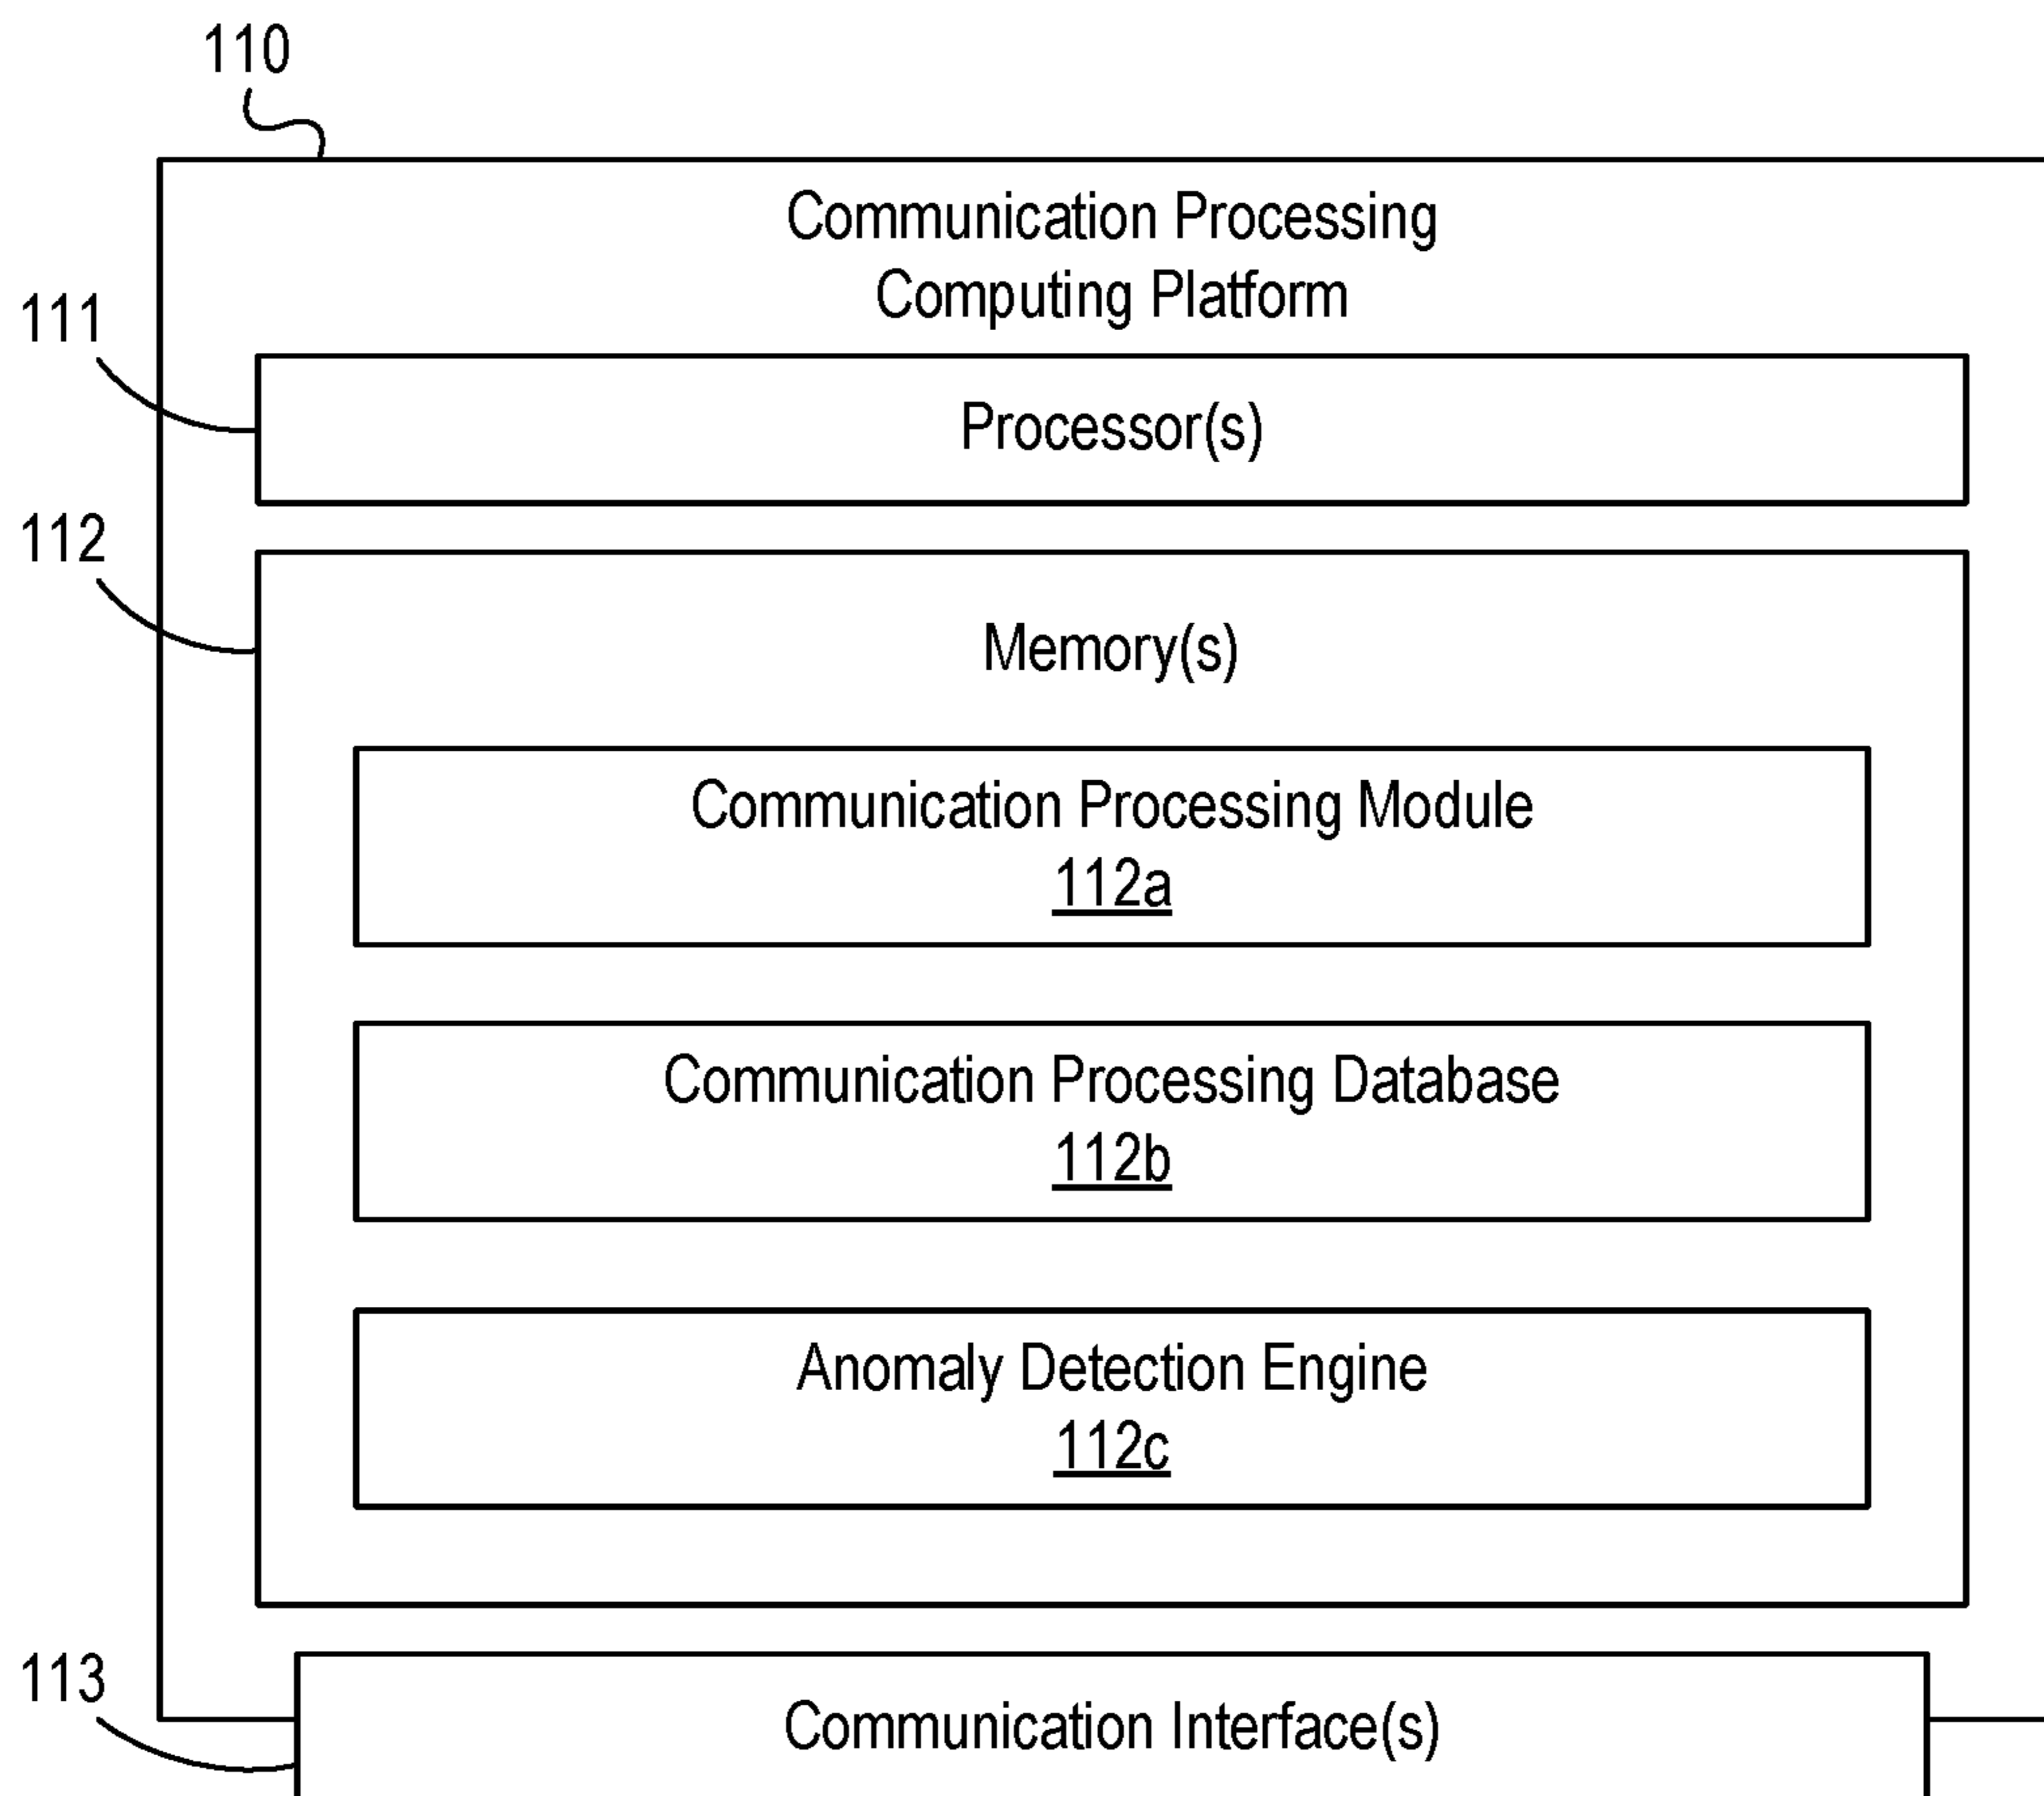 110
Communication Processing
Computing Platform
111
Processor(s)
112
Memory(s)
Communication Processing Module
112a
Communication Processing Database
112b
Anomaly Detection Engine
112c
113
Communication Interface(s)